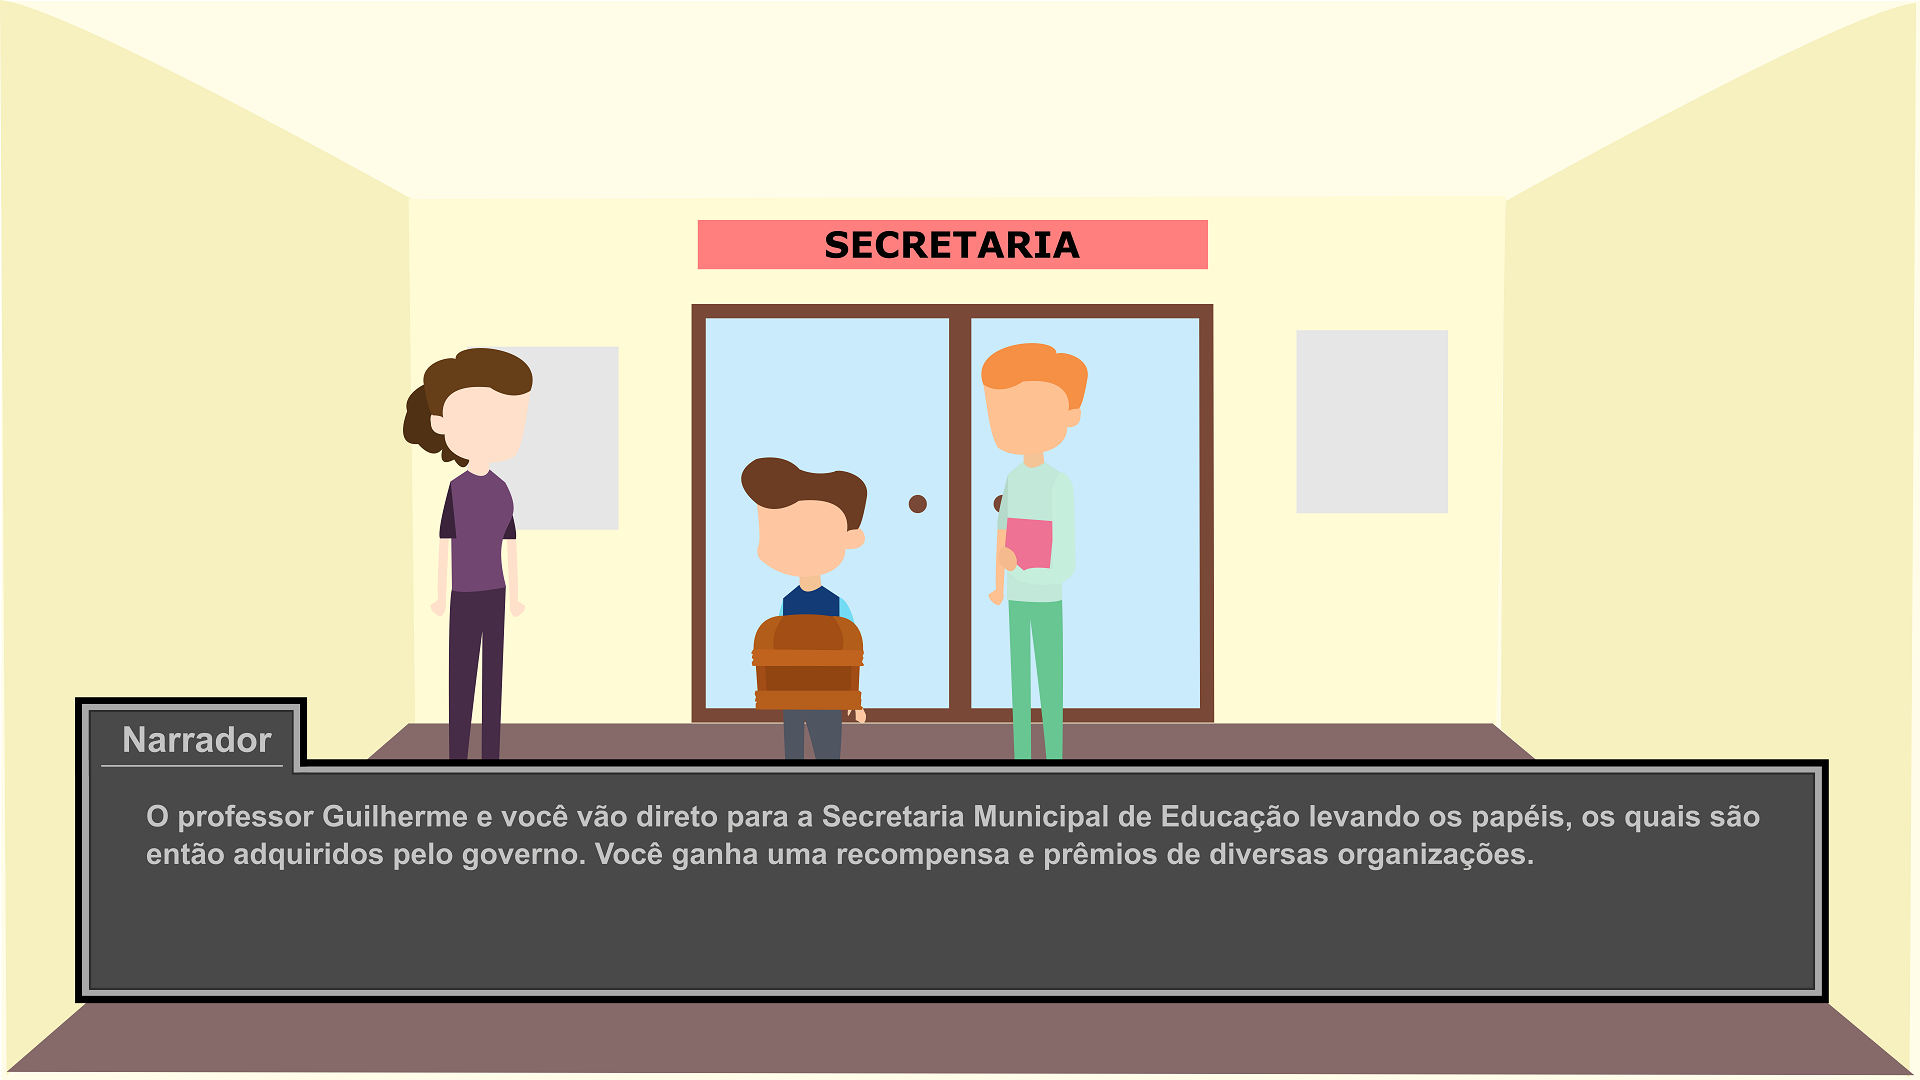 SECRETARIA
Narrador
O professor Guilherme e você vão direto para a Secretaria Municipal de Educação levando os papéis, os quais são
então adquiridos pelo governo. Você ganha uma recompensa e prêmios de diversas organizações.